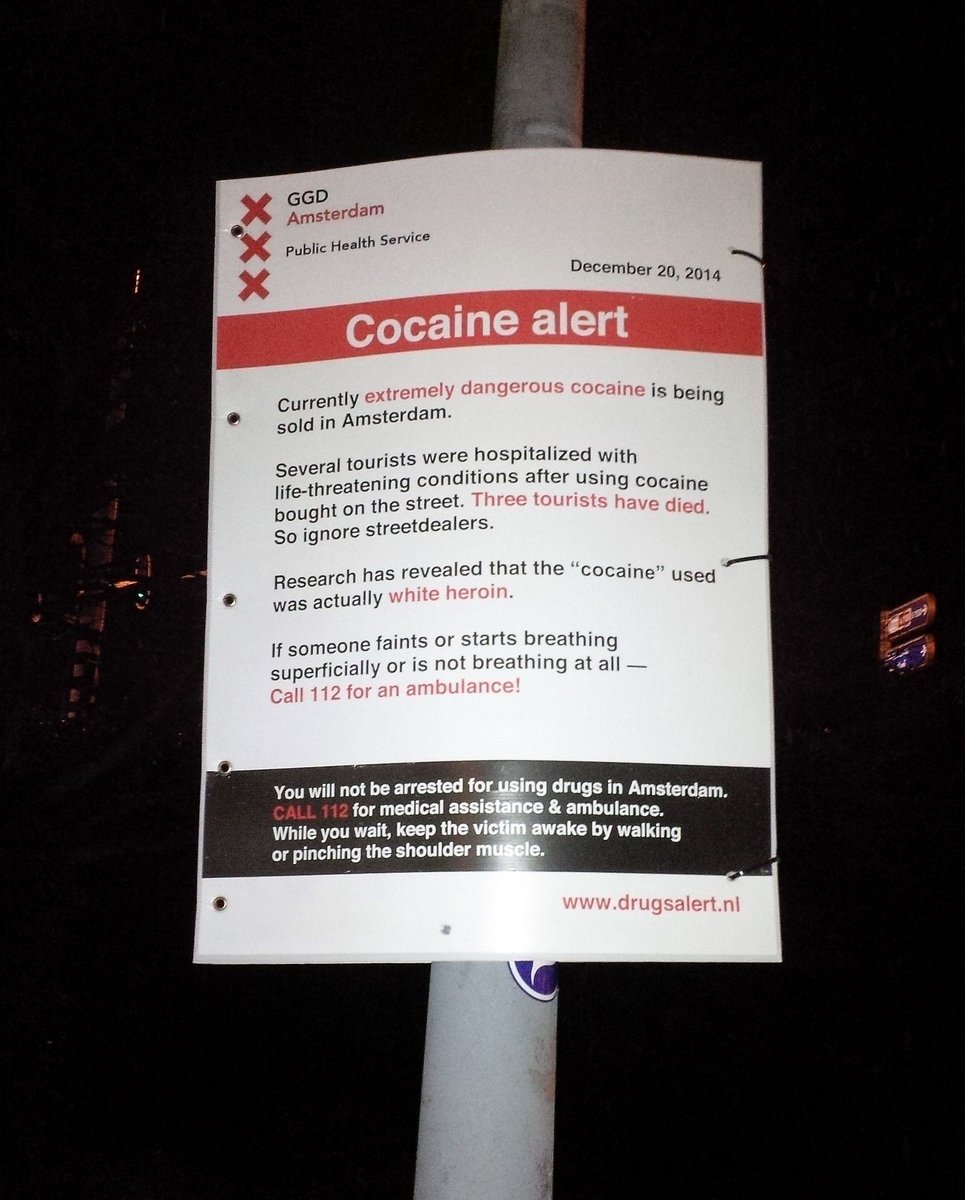 GGD
Amsterdam
Public Health Service
December 20, 2014
Cocaine alert
Currently extremely dangerous cocaine is being
sold in Amsterdam.
Several tourists were hospitalized with
life-threatening conditions after using cocaine
bought on the street. Three tourists have died.
So ignore streetdealers.
Research has revealed that the “cocaine” used
was actually white heroin.
If someone faints or starts breathing
superficially or is not breathing at all —
Call 112 for an ambulance!
You will not be arrested for using drugs in Amsterdam.
CALL 112 for medical assistance & ambulance.
While you wait, keep the victim awake by walking
or pinching the shoulder muscle.
www.drugsalert.nl